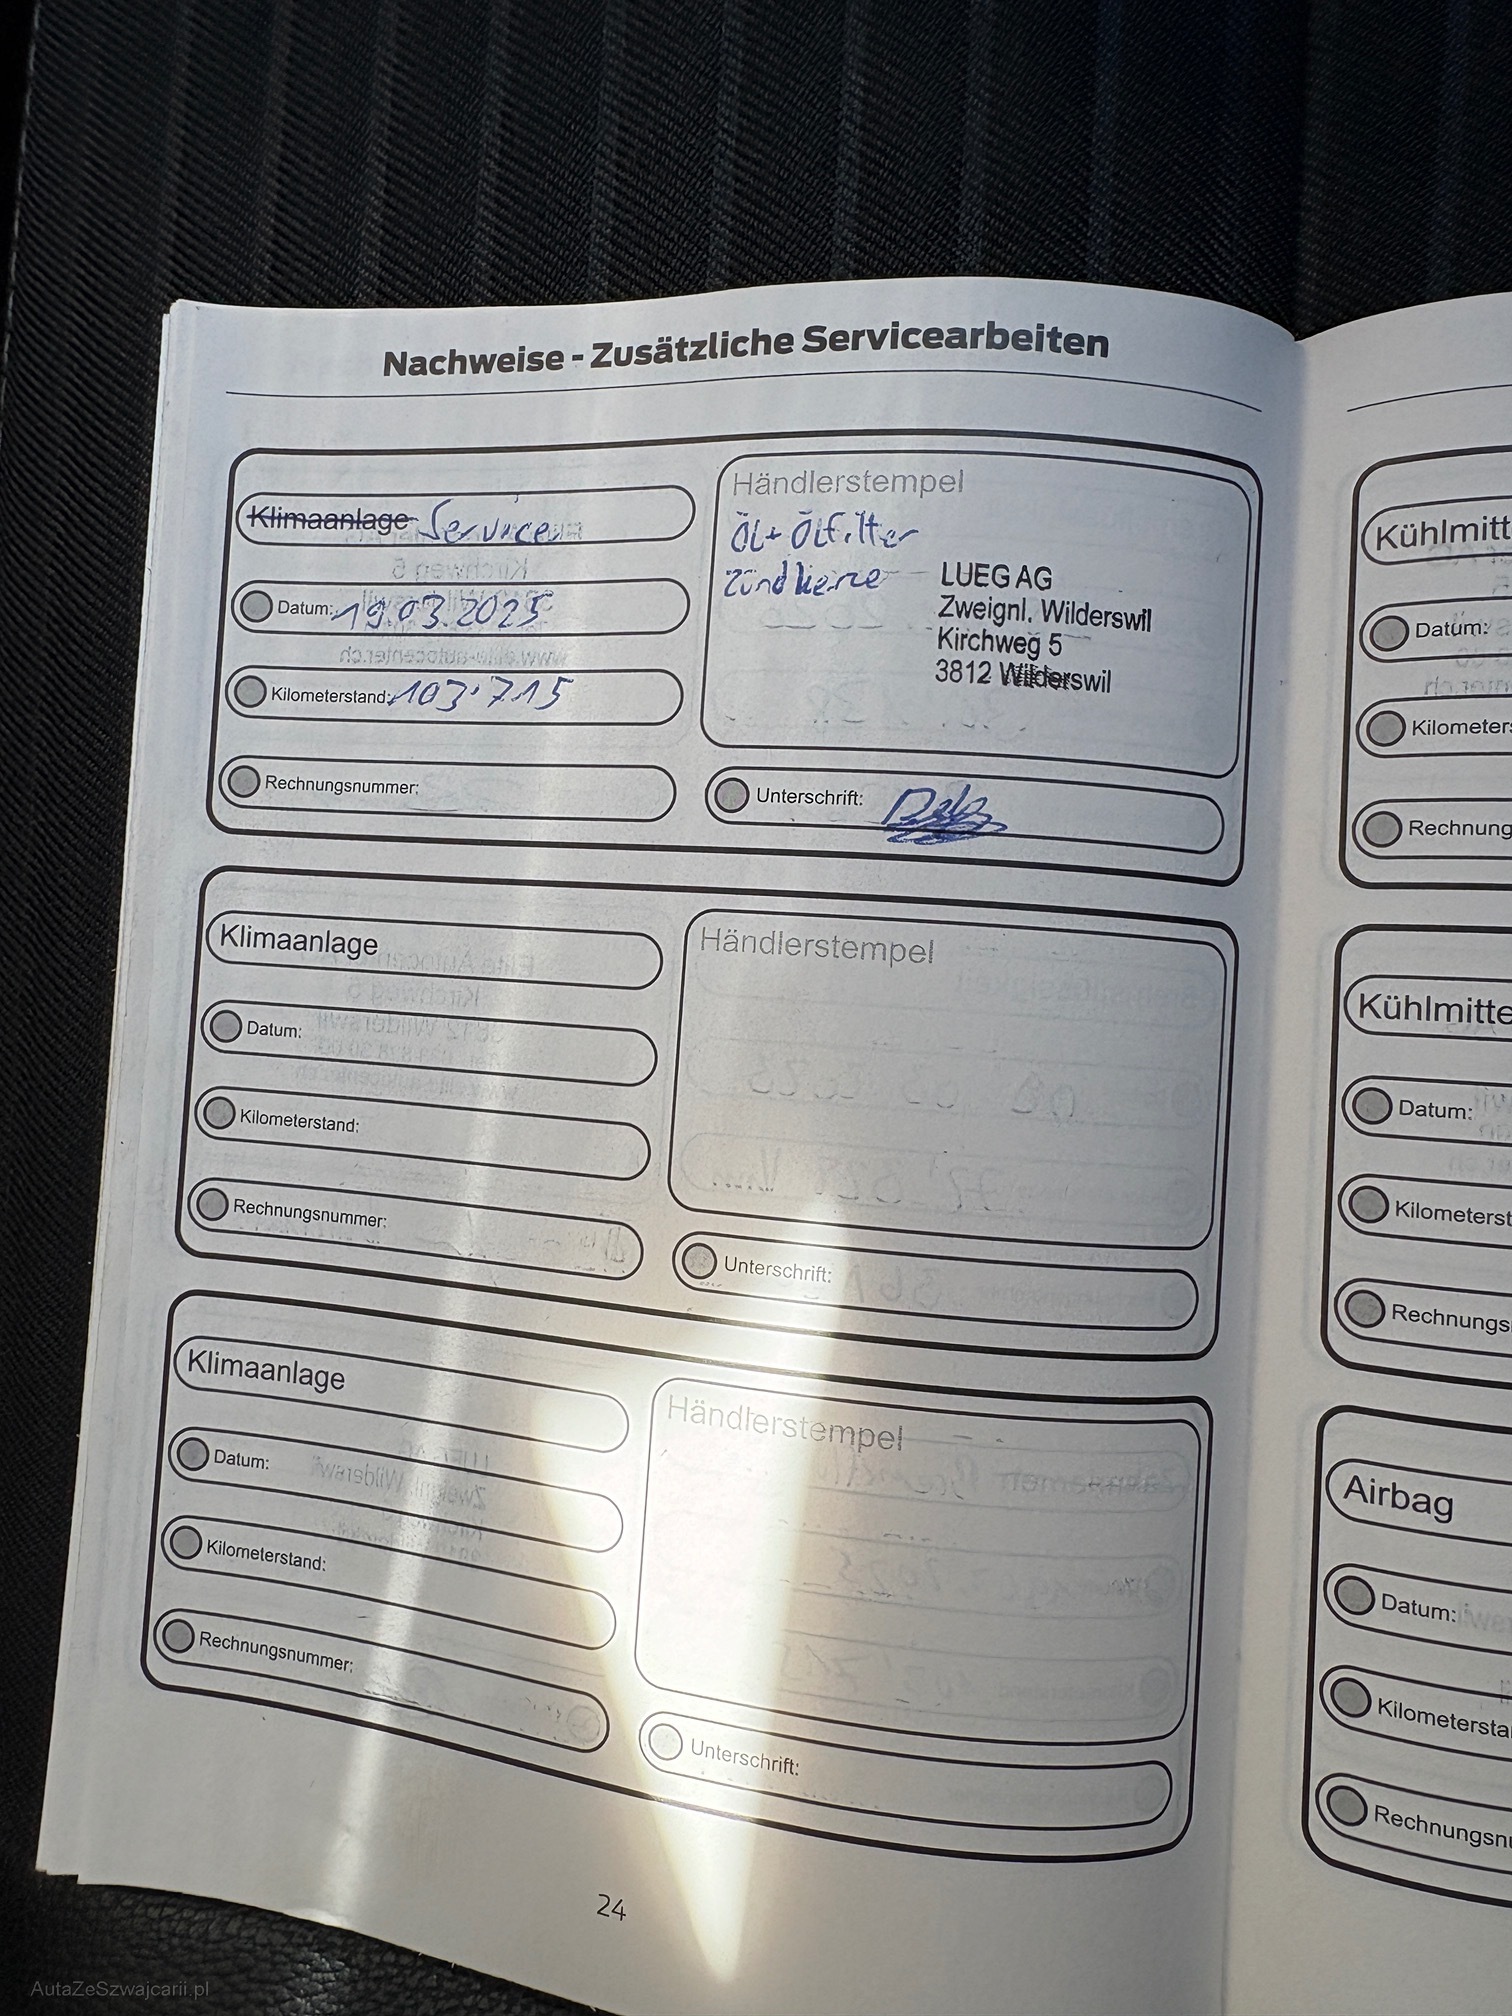 Nachweise - Zusätzliche Servicearbeiten
Klimaanlage Service
Datum: 19.03.2025
Kilometerstand: 103'715
Rechnungsnummer:
Händlerstempel
Öl + Ölfilter
Zündkerze
LUEG AG
Zweignl. Wilderswil
Kirchweg 5
3812 Wilderswil
Unterschrift:
Klimaanlage
Datum:
Kilometerstand:
Rechnungsnummer:
Händlerstempel
Unterschrift:
Klimaanlage
Datum:
Kilometerstand:
Rechnungsnummer:
Händlerstempel
Unterschrift:
24
Kühlmitt
Datum:
Kilometers
Rechnung
Kühlmitte
Datum:
Kilometerst
Rechnungs
Airbag
Datum:
Kilometersta
Rechnungsnu
AutaZeSzwajcarii.pl